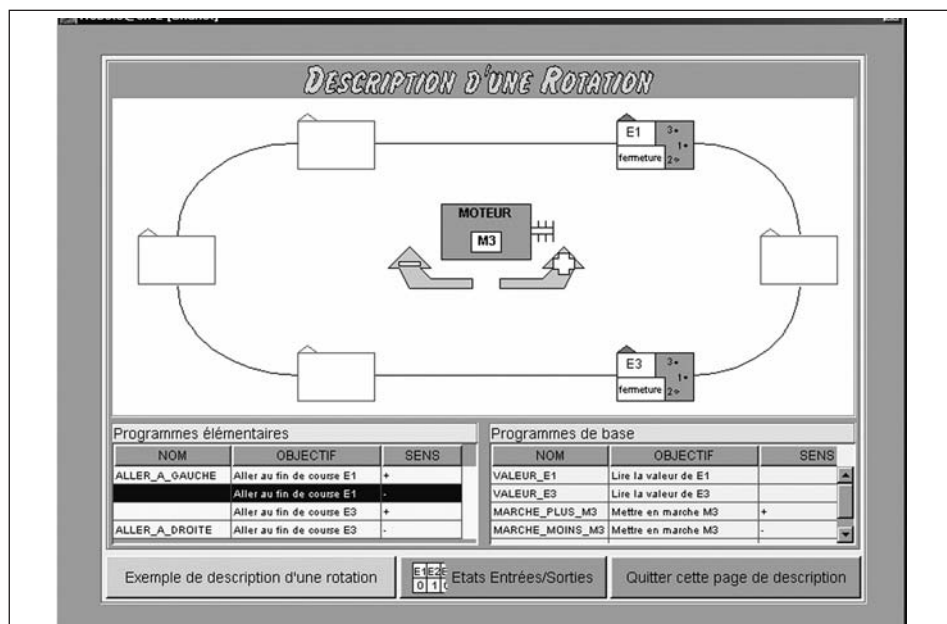 DESCRIPTION D'UNE ROTATION
E1
3
1
fermeture
2
MOTEUR
M3
E3
3
1
fermeture
2
Programmes élémentaires
NOM OBJECTIF SENS
ALLER_A_GAUCHE Aller au fin de course E1 +
Aller au fin de course E1 -
Aller au fin de course E3 +
ALLER_A_DROITE Aller au fin de course E3 -
Programmes de base
NOM OBJECTIF SENS
VALEUR_E1 Lire la valeur de E1
VALEUR_E3 Lire la valeur de E3
MARCHE_PLUS_M3 Mettre en marche M3 +
MARCHE_MOINS_M3 Mettre en marche M3 -
Exemple de description d'une rotation
E1 E2
0 1
Etats Entrées/Sorties
Quitter cette page de description